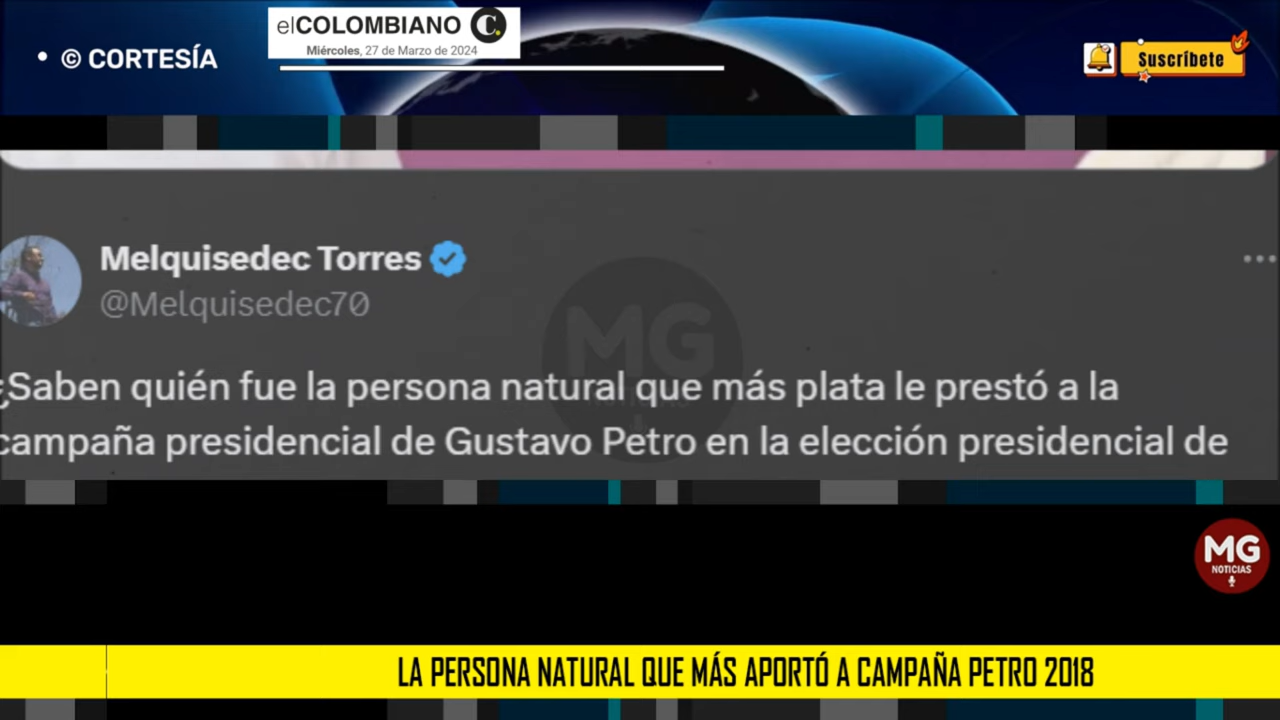 elCOLOMBIANO C.
Miércoles, 27 de Marzo de 2024
• © CORTESÍA
Suscríbete
Melquisedec Torres
@Melquisedec70
MG
¿Saben quién fue la persona natural que más plata le prestó a la
campaña presidencial de Gustavo Petro en la elección presidencial de
MG
NOTICIAS
LA PERSONA NATURAL QUE MÁS APORTÓ A CAMPAÑA PETRO 2018